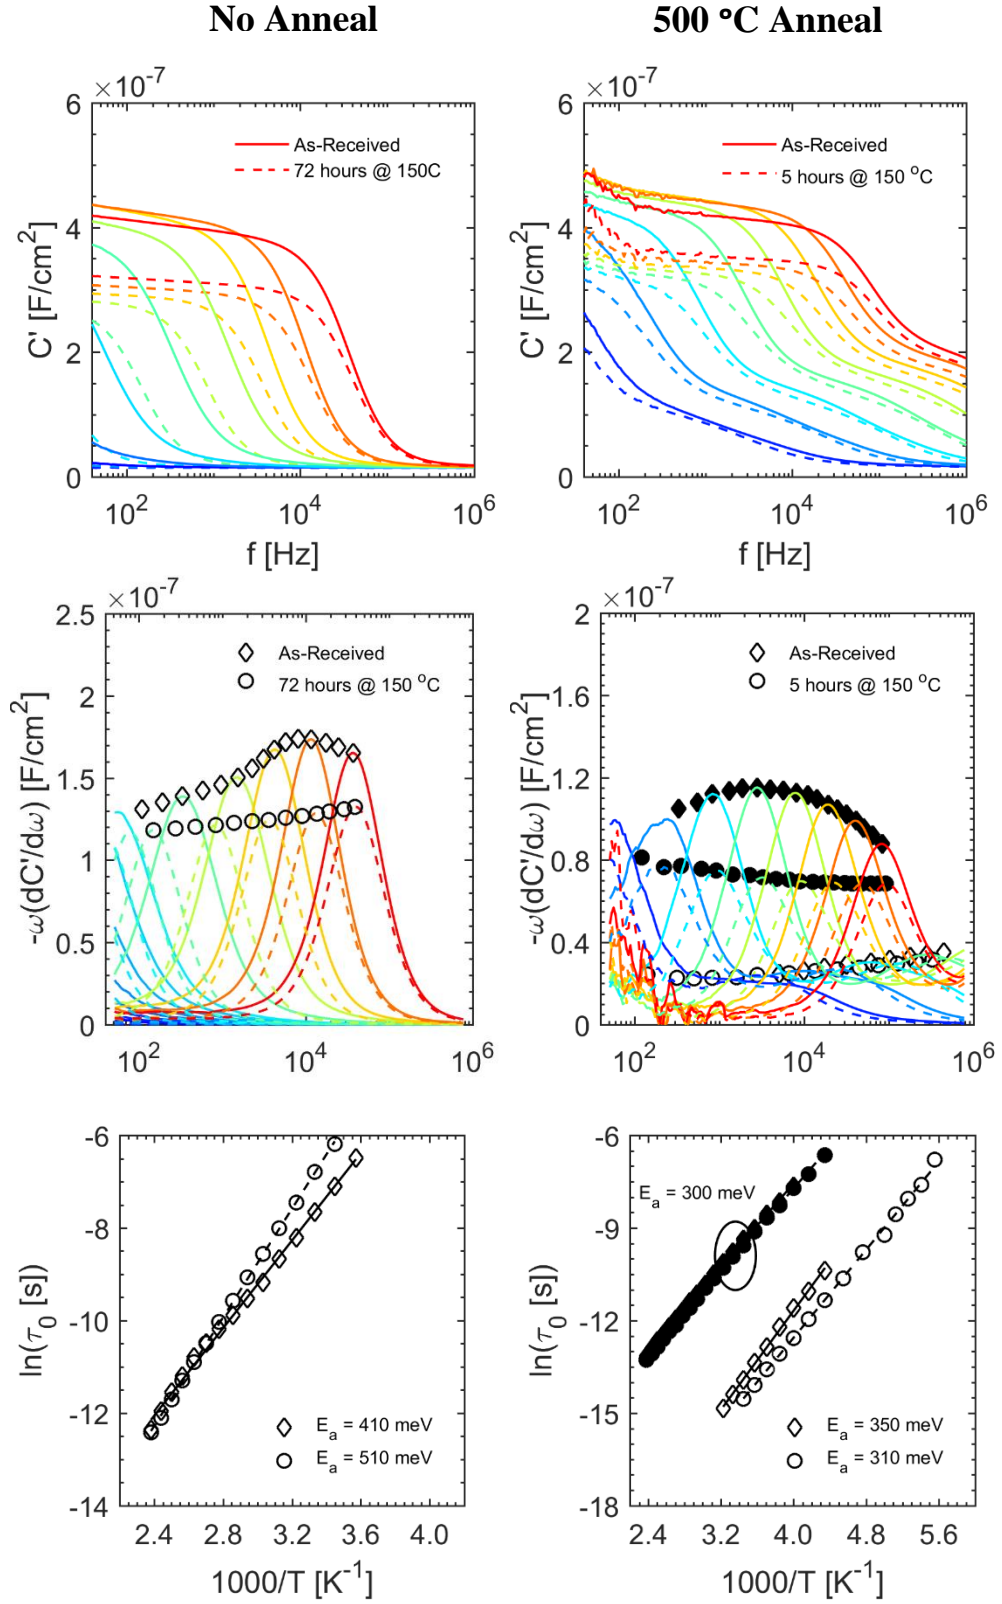 No Anneal
500 °C Anneal
×10⁻⁷
6
4
2
0
C' [F/cm²]
As-Received
72 hours @ 150C
10² 10⁴ 10⁶
f [Hz]
×10⁻⁷
6
4
2
0
C' [F/cm²]
As-Received
5 hours @ 150 °C
10² 10⁴ 10⁶
f [Hz]
×10⁻⁷
2.5
2
1.5
1
0.5
0
-ω(dC'/dω) [F/cm²]
As-Received
72 hours @ 150 °C
10² 10⁴ 10⁶
×10⁻⁷
2
1.6
1.2
0.8
0.4
0
-ω(dC'/dω) [F/cm²]
As-Received
5 hours @ 150 °C
10² 10⁴ 10⁶
-6
-8
-10
-12
-14
ln(τ₀ [s])
Eₐ = 410 meV
Eₐ = 510 meV
2.4 2.8 3.2 3.6 4.0
1000/T [K⁻¹]
-6
-9
-12
-15
-18
ln(τ₀ [s])
Eₐ = 300 meV
Eₐ = 350 meV
Eₐ = 310 meV
2.4 3.2 4.0 4.8 5.6
1000/T [K⁻¹]